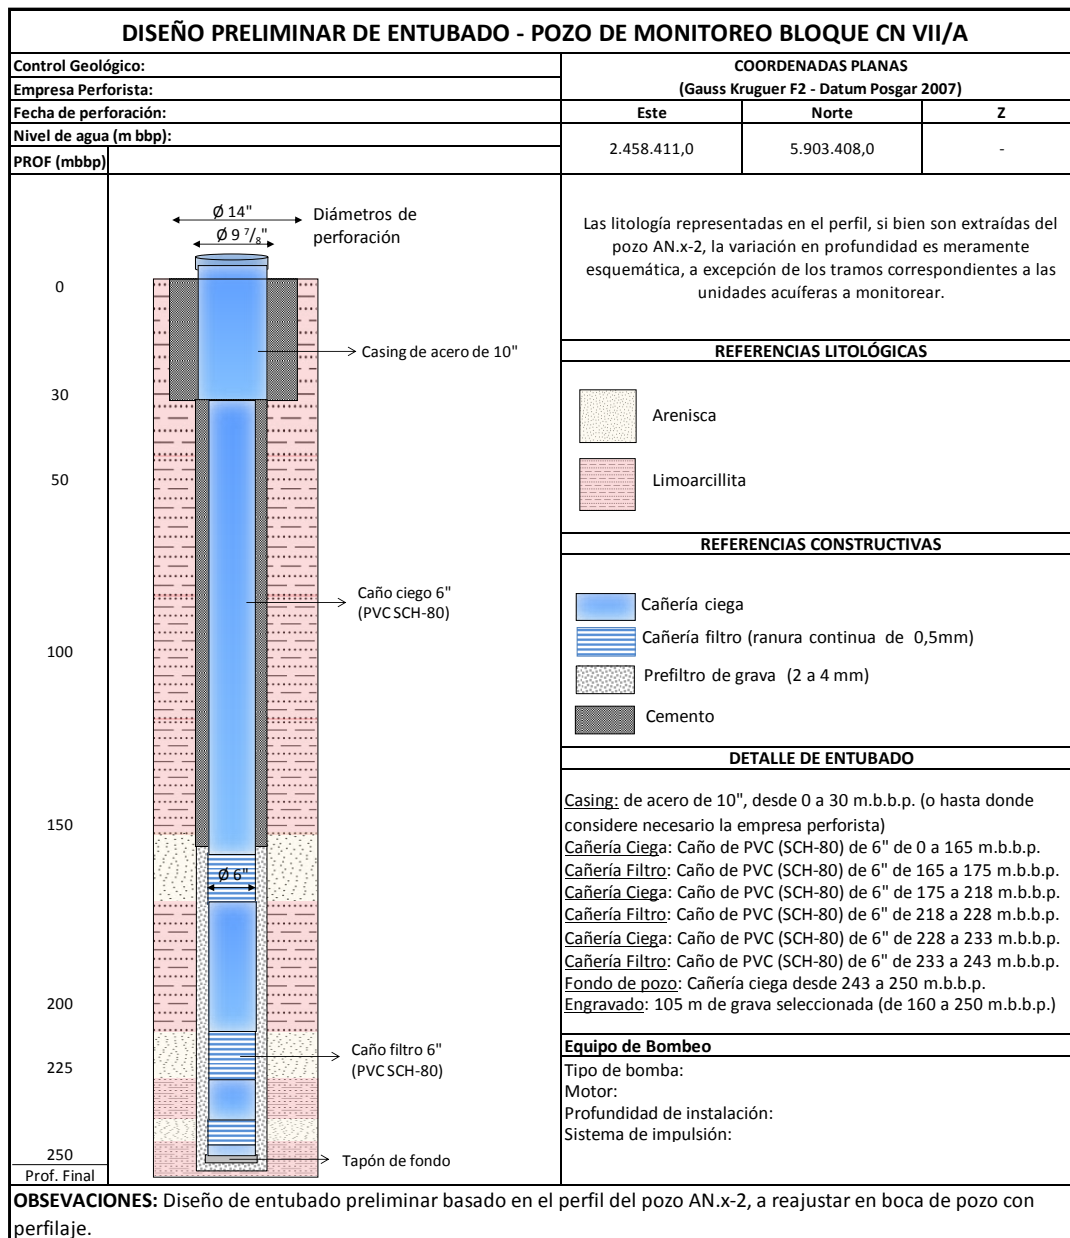 DISEÑO PRELIMINAR DE ENTUBADO - POZO DE MONITOREO BLOQUE CN VII/A
Control Geológico:
Empresa Perforista:
Fecha de perforación:
Nivel de agua (m bbp):
PROF (mbbp)
COORDENADAS PLANAS
(Gauss Kruguer F2 - Datum Posgar 2007)
Este Norte Z
2.458.411,0 5.903.408,0 -
0
30
50
100
150
200
225
250
Prof. Final
Ø 14"
Ø 9 7/8"
Diámetros de
perforación
Casing de acero de 10"
Caño ciego 6"
(PVC SCH-80)
Ø 6"
Caño filtro 6"
(PVC SCH-80)
Tapón de fondo
Las litología representadas en el perfil, si bien son extraídas del
pozo AN.x-2, la variación en profundidad es meramente
esquemática, a excepción de los tramos correspondientes a las
unidades acuíferas a monitorear.
REFERENCIAS LITOLÓGICAS
Arenisca
Limoarcillita
REFERENCIAS CONSTRUCTIVAS
Cañería ciega
Cañería filtro (ranura continua de 0,5mm)
Prefiltro de grava (2 a 4 mm)
Cemento
DETALLE DE ENTUBADO
Casing: de acero de 10", desde 0 a 30 m.b.b.p. (o hasta donde
considere necesario la empresa perforista)
Cañería Ciega: Caño de PVC (SCH-80) de 6" de 0 a 165 m.b.b.p.
Cañería Filtro: Caño de PVC (SCH-80) de 6" de 165 a 175 m.b.b.p.
Cañería Ciega: Caño de PVC (SCH-80) de 6" de 175 a 218 m.b.b.p.
Cañería Filtro: Caño de PVC (SCH-80) de 6" de 218 a 228 m.b.b.p.
Cañería Ciega: Caño de PVC (SCH-80) de 6" de 228 a 233 m.b.b.p.
Cañería Filtro: Caño de PVC (SCH-80) de 6" de 233 a 243 m.b.b.p.
Fondo de pozo: Cañería ciega desde 243 a 250 m.b.b.p.
Engravado: 105 m de grava seleccionada (de 160 a 250 m.b.b.p.)
Equipo de Bombeo
Tipo de bomba:
Motor:
Profundidad de instalación:
Sistema de impulsión:
OBSEVACIONES: Diseño de entubado preliminar basado en el perfil del pozo AN.x-2, a reajustar en boca de pozo con
perfilaje.